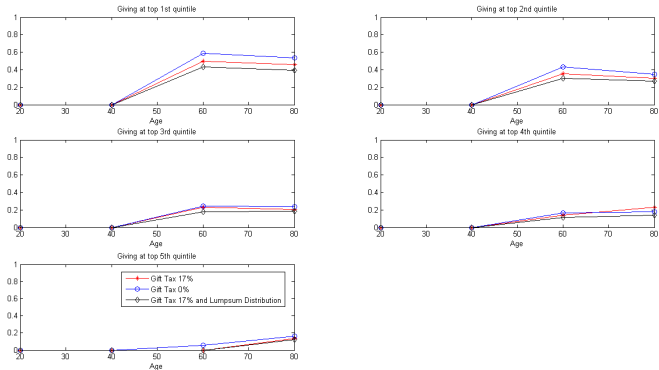 Giving at top 1st quintile
1
0.8
0.6
0.4
0.2
0
20 30 40 50 60 70 80
Age
Giving at top 2nd quintile
1
0.8
0.6
0.4
0.2
0
20 30 40 50 60 70 80
Age
Giving at top 3rd quintile
1
0.8
0.6
0.4
0.2
0
20 30 40 50 60 70 80
Age
Giving at top 4th quintile
1
0.8
0.6
0.4
0.2
0
20 30 40 50 60 70 80
Age
Giving at top 5th quintile
1
0.8
0.6
0.4
0.2
0
20 30 40 50 60 70 80
Age
Gift Tax 17%
Gift Tax 0%
Gift Tax 17% and Lumpsum Distribution